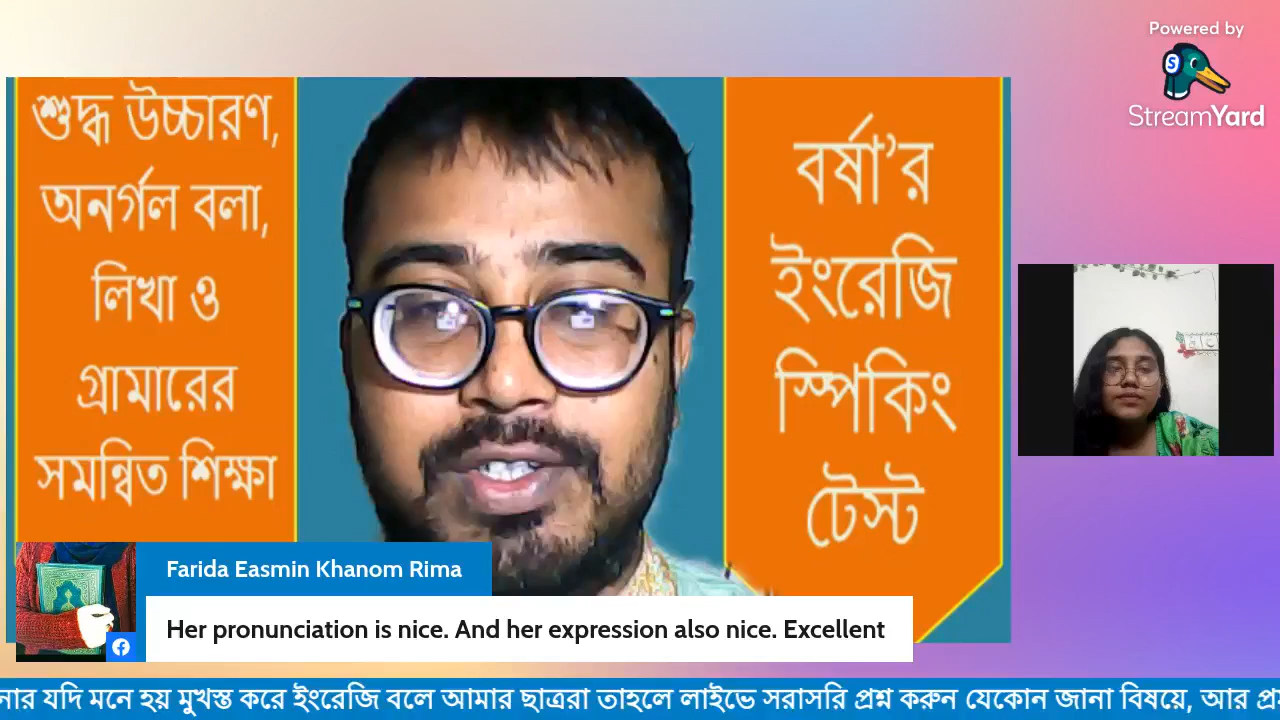 Powered by
StreamYard
শুদ্ধ উচ্চারণ,
অনর্গল বলা,
লিখা ও
গ্রামারের
সমন্বিত শিক্ষা
বর্ষা’র
ইংরেজি
স্পিকিং
টেস্ট
Farida Easmin Khanom Rima
Her pronunciation is nice. And her expression also nice. Excellent
যদি মনে হয় মুখস্ত করে ইংরেজি বলে আমার ছাত্ররা তাহলে লাইভে সরাসরি প্রশ্ন করুন যেকোন জানা বিষয়ে, আর